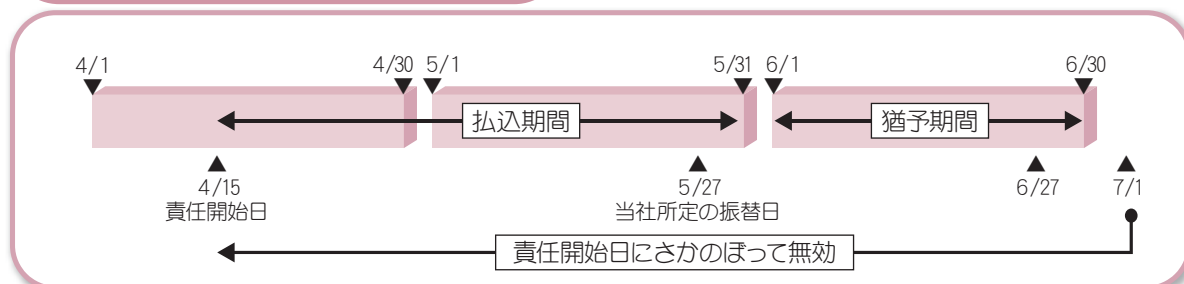 4/1 4/30 5/1 5/31 6/1 6/30
払込期間 猶予期間
4/15 5/27 6/27 7/1
責任開始日 当社所定の振替日
責任開始日にさかのぼって無効